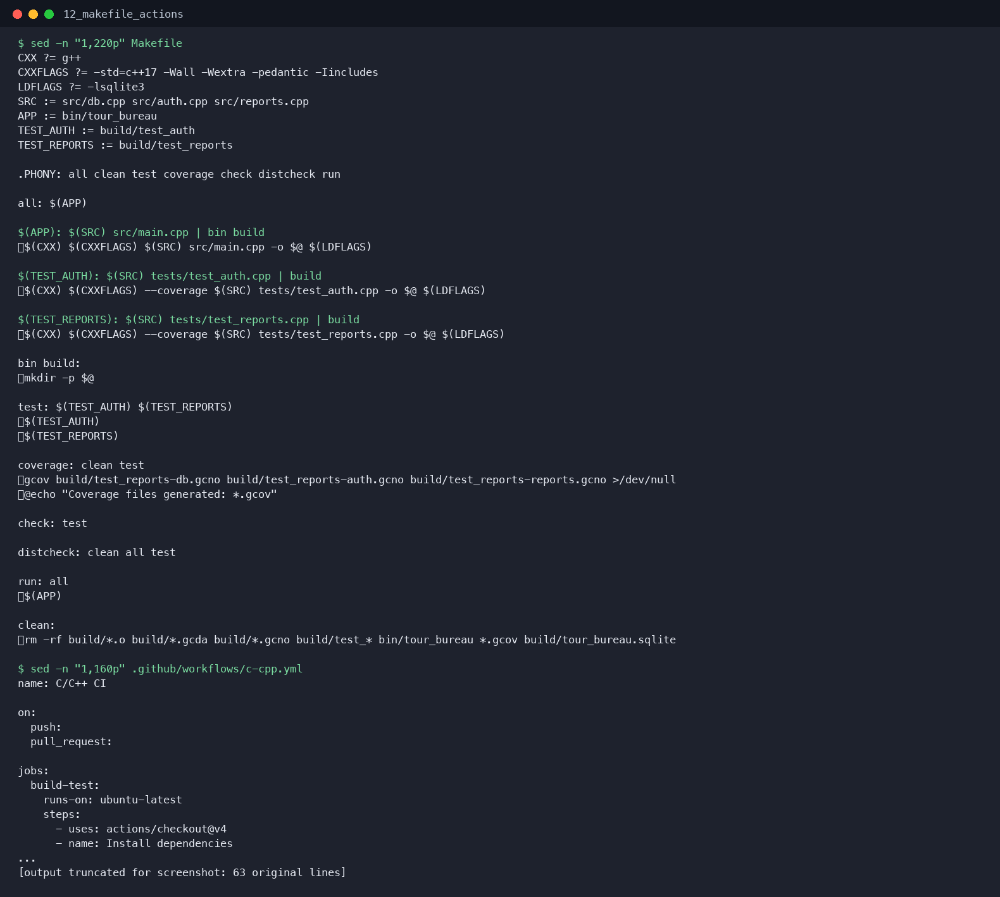 12_makefile_actions
$ sed -n "1,220p" Makefile
CXX ?= g++
CXXFLAGS ?= -std=c++17 -Wall -Wextra -pedantic -Iincludes
LDFLAGS ?= -lsqlite3
SRC := src/db.cpp src/auth.cpp src/reports.cpp
APP := bin/tour_bureau
TEST_AUTH := build/test_auth
TEST_REPORTS := build/test_reports
.PHONY: all clean test coverage check distcheck run
all: $(APP)
$(APP): $(SRC) src/main.cpp | bin build
▯$(CXX) $(CXXFLAGS) $(SRC) src/main.cpp -o $@ $(LDFLAGS)
$(TEST_AUTH): $(SRC) tests/test_auth.cpp | build
▯$(CXX) $(CXXFLAGS) --coverage $(SRC) tests/test_auth.cpp -o $@ $(LDFLAGS)
$(TEST_REPORTS): $(SRC) tests/test_reports.cpp | build
▯$(CXX) $(CXXFLAGS) --coverage $(SRC) tests/test_reports.cpp -o $@ $(LDFLAGS)
bin build:
▯mkdir -p $@
test: $(TEST_AUTH) $(TEST_REPORTS)
▯$(TEST_AUTH)
▯$(TEST_REPORTS)
coverage: clean test
▯gcov build/test_reports-db.gcno build/test_reports-auth.gcno build/test_reports-reports.gcno >/dev/null
▯@echo "Coverage files generated: *.gcov"
check: test
distcheck: clean all test
run: all
▯$(APP)
clean:
▯rm -rf build/*.o build/*.gcda build/*.gcno build/test_* bin/tour_bureau *.gcov build/tour_bureau.sqlite
$ sed -n "1,160p" .github/workflows/c-cpp.yml
name: C/C++ CI
on:
  push:
  pull_request:
jobs:
  build-test:
    runs-on: ubuntu-latest
    steps:
      - uses: actions/checkout@v4
      - name: Install dependencies
...
[output truncated for screenshot: 63 original lines]